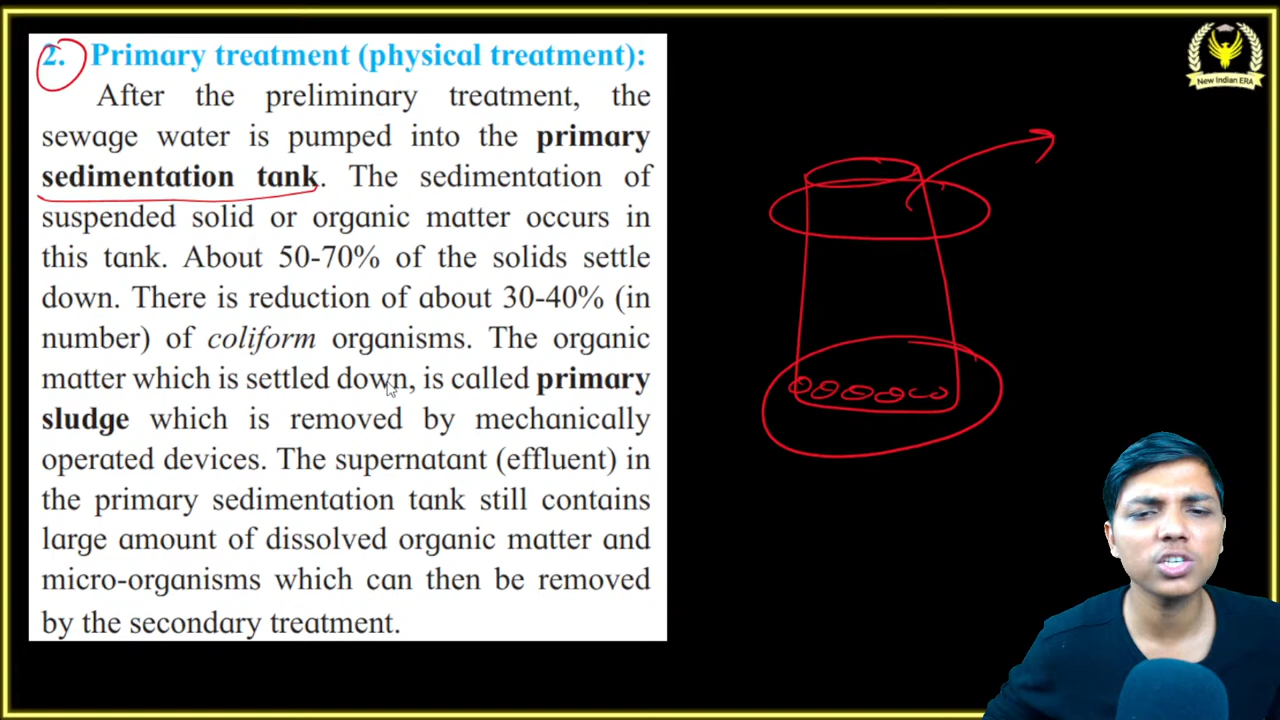 2. Primary treatment (physical treatment):
After the preliminary treatment, the
sewage water is pumped into the primary
sedimentation tank. The sedimentation of
suspended solid or organic matter occurs in
this tank. About 50-70% of the solids settle
down. There is reduction of about 30-40% (in
number) of coliform organisms. The organic
matter which is settled down, is called primary
sludge which is removed by mechanically
operated devices. The supernatant (effluent) in
the primary sedimentation tank still contains
large amount of dissolved organic matter and
micro-organisms which can then be removed
by the secondary treatment.
New Indian ERA